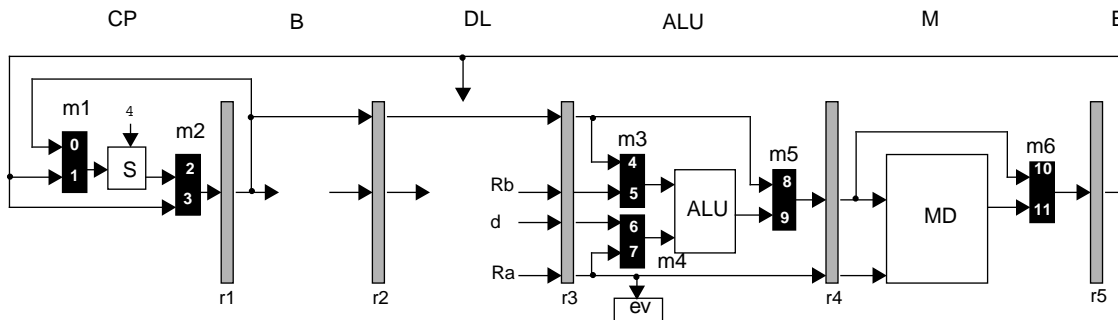 CP B DL ALU M E
m1 4 m2 m3 m5 m6
0 1 S 2 3
4 5 8 9 10 11
Rb ALU MD
d 6 7
m4
Ra
ev
r1 r2 r3 r4 r5